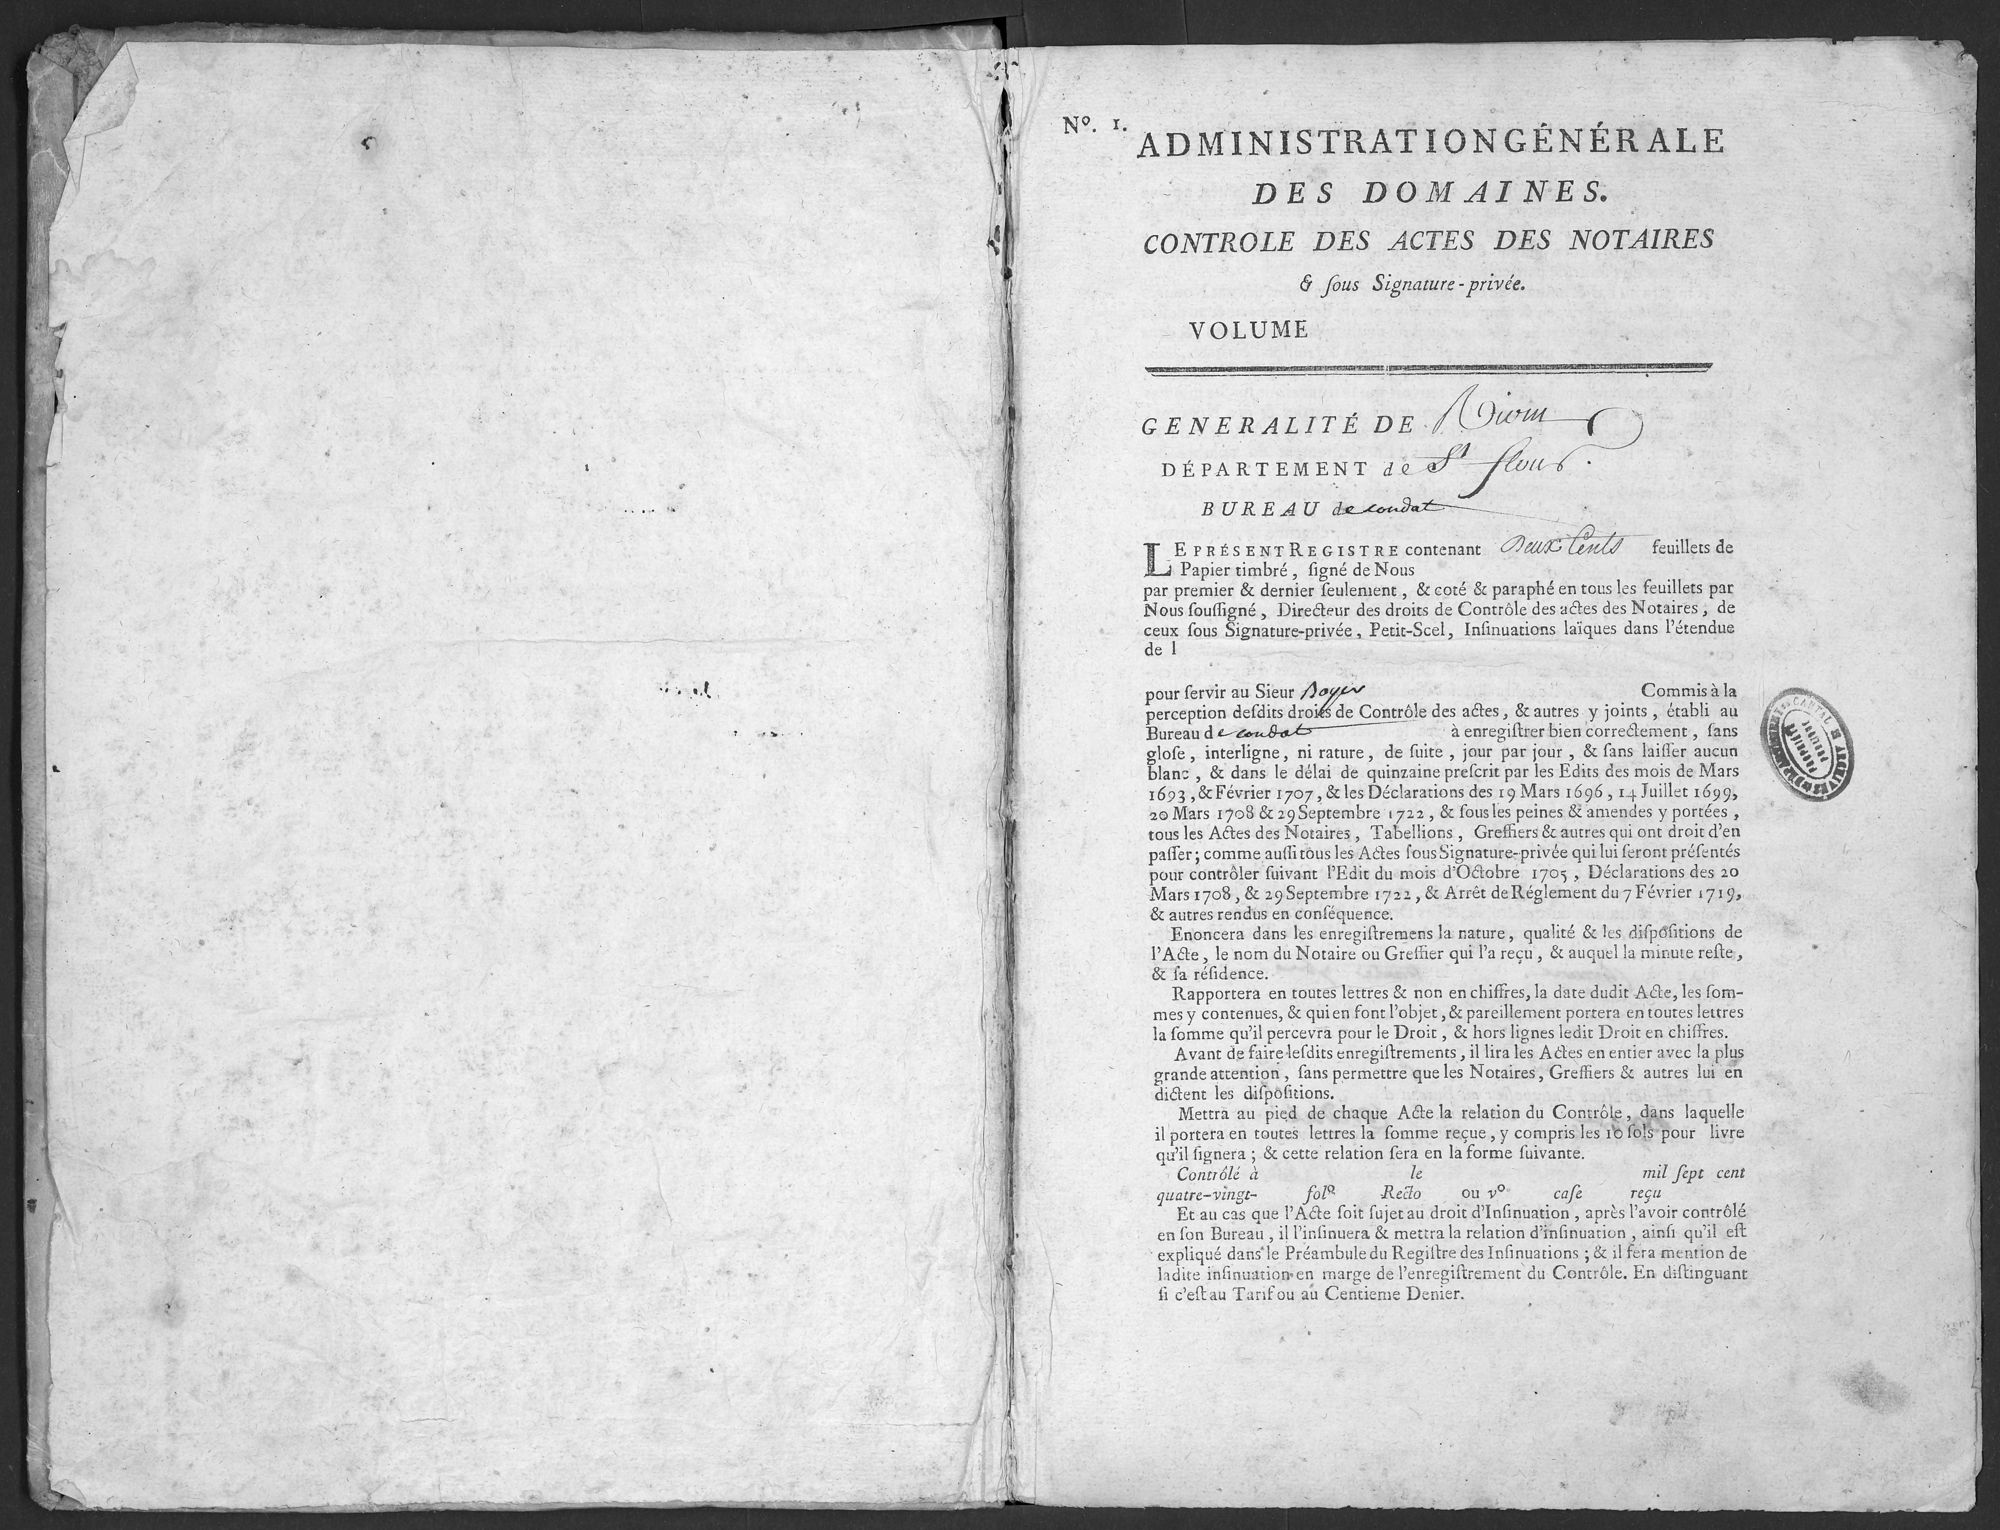 Nº. 1.
ADMINISTRATION GÉNÉRALE
DES DOMAINES.
CONTROLE DES ACTES DES NOTAIRES
& ſous Signature-privée.
VOLUME
GENERALITÉ DE Riom
DÉPARTEMENT de St flour.
BUREAU de condat
LE PRÉSENT REGISTRE contenant Deux Cents feuillets de
Papier timbré, ſigné de Nous
par premier & dernier ſeulement, & coté & paraphé en tous les feuillets par
Nous ſouſſigné, Directeur des droits de Contrôle des actes des Notaires, de
ceux ſous Signature-privée, Petit-Scel, Inſinuations laïques dans l'étendue
de l
pour ſervir au Sieur Boyer Commis à la
perception deſdits droits de Contrôle des actes, & autres y joints, établi au
Bureau de condat à enregiſtrer bien correctement, ſans
gloſe, interligne, ni rature, de ſuite, jour par jour, & ſans laiſſer aucun
blanc, & dans le délai de quinzaine preſcrit par les Edits des mois de Mars
1693, & Février 1707, & les Déclarations des 19 Mars 1696, 14 Juillet 1699,
20 Mars 1708 & 29 Septembre 1722, & ſous les peines & amendes y portées,
tous les Actes des Notaires, Tabellions, Greffiers & autres qui ont droit d'en
paſſer; comme auſſi tous les Actes ſous Signature-privée qui lui ſeront préſentés
pour contrôler ſuivant l'Edit du mois d'Octobre 1705, Déclarations des 20
Mars 1708, & 29 Septembre 1722, & Arrêt de Réglement du 7 Février 1719,
& autres rendus en conſéquence.
Enoncera dans les enregiſtremens la nature, qualité & les diſpoſitions de
l'Acte, le nom du Notaire ou Greffier qui l'a reçu, & auquel la minute reſte,
& ſa réſidence.
Rapportera en toutes lettres & non en chiffres, la date dudit Acte, les ſom-
mes y contenues, & qui en font l'objet, & pareillement portera en toutes lettres
la ſomme qu'il percevra pour le Droit, & hors lignes ledit Droit en chiffres.
Avant de faire leſdits enregiſtrements, il lira les Actes en entier avec la plus
grande attention, ſans permettre que les Notaires, Greffiers & autres lui en
dictent les diſpoſitions.
Mettra au pied de chaque Acte la relation du Contrôle, dans laquelle
il portera en toutes lettres la ſomme reçue, y compris les 10 ſols pour livre
qu'il ſignera; & cette relation ſera en la forme ſuivante.
Contrôlé à le mil ſept cent
quatre-vingt- folº Recto ou vº caſe reçu
Et au cas que l'Acte ſoit ſujet au droit d'Inſinuation, après l'avoir contrôlé
en ſon Bureau, il l'inſinuera & mettra la relation d'inſinuation, ainſi qu'il eſt
expliqué dans le Préambule du Regiſtre des Inſinuations; & il fera mention de
ladite inſinuation en marge de l'enregiſtrement du Contrôle. En diſtinguant
ſi c'eſt au Tarif ou au Centieme Denier.
CANTAL
ARCHIVES
PROPRIÉTÉ
PUBLIQUE